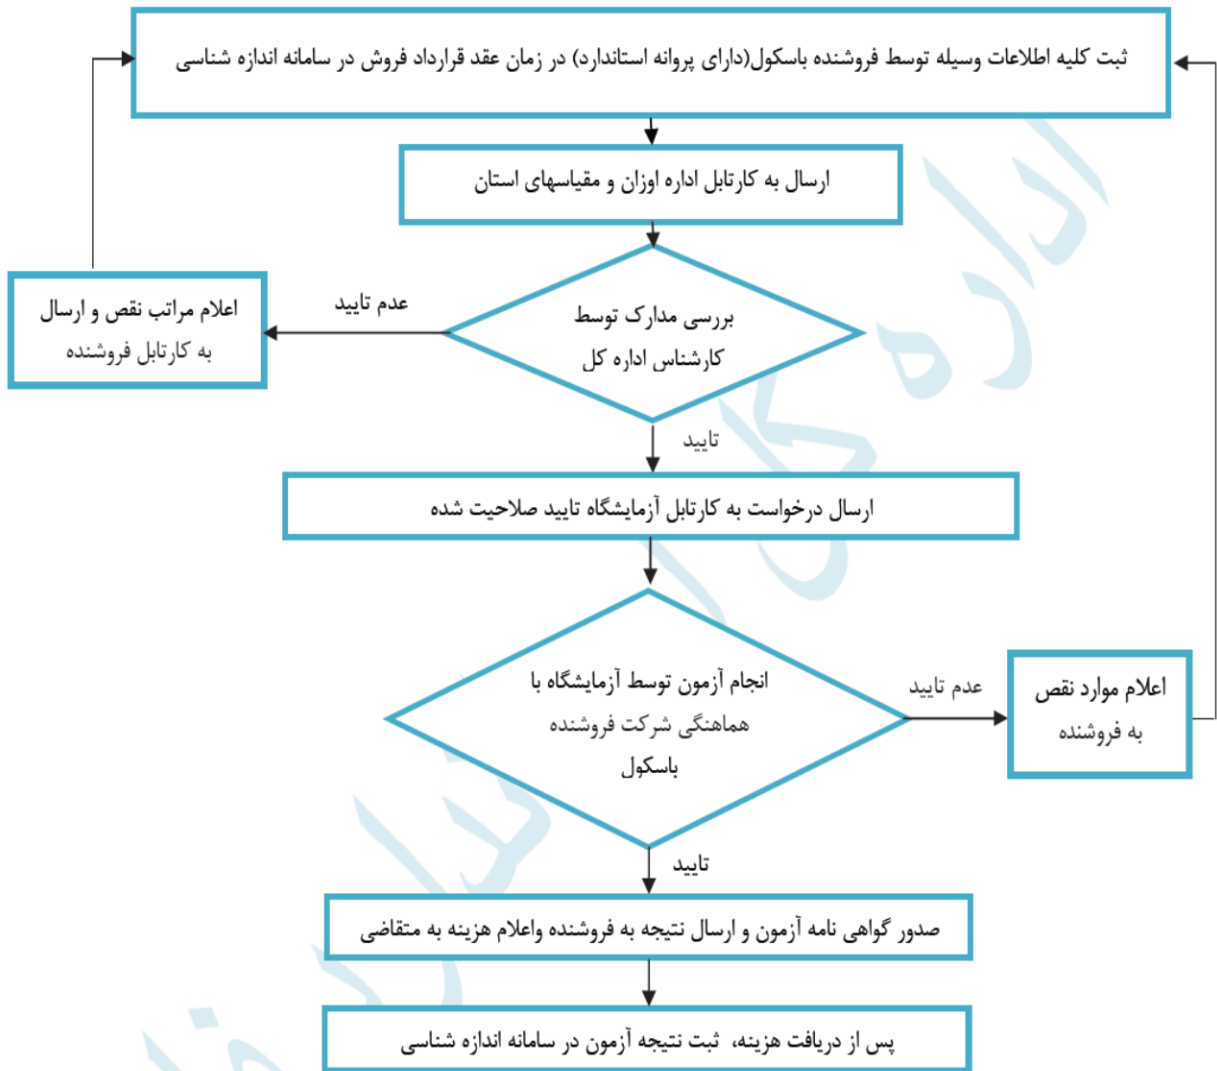 ثبت کلیه اطلاعات وسیله توسط فروشنده باسکول(دارای پروانه استاندارد) در زمان عقد قرارداد فروش در سامانه اندازه شناسی
ارسال به کارتابل اداره اوزان و مقیاسهای استان
بررسی مدارک توسط
کارشناس اداره کل
عدم تایید
اعلام مراتب نقص و ارسال
به کارتابل فروشنده
تایید
ارسال درخواست به کارتابل آزمایشگاه تایید صلاحیت شده
انجام آزمون توسط آزمایشگاه با
هماهنگی شرکت فروشنده
باسکول
عدم تایید
اعلام موارد نقص
به فروشنده
تایید
صدور گواهی نامه آزمون و ارسال نتیجه به فروشنده واعلام هزینه به متقاضی
پس از دریافت هزینه، ثبت نتیجه آزمون در سامانه اندازه شناسی
اداره کل